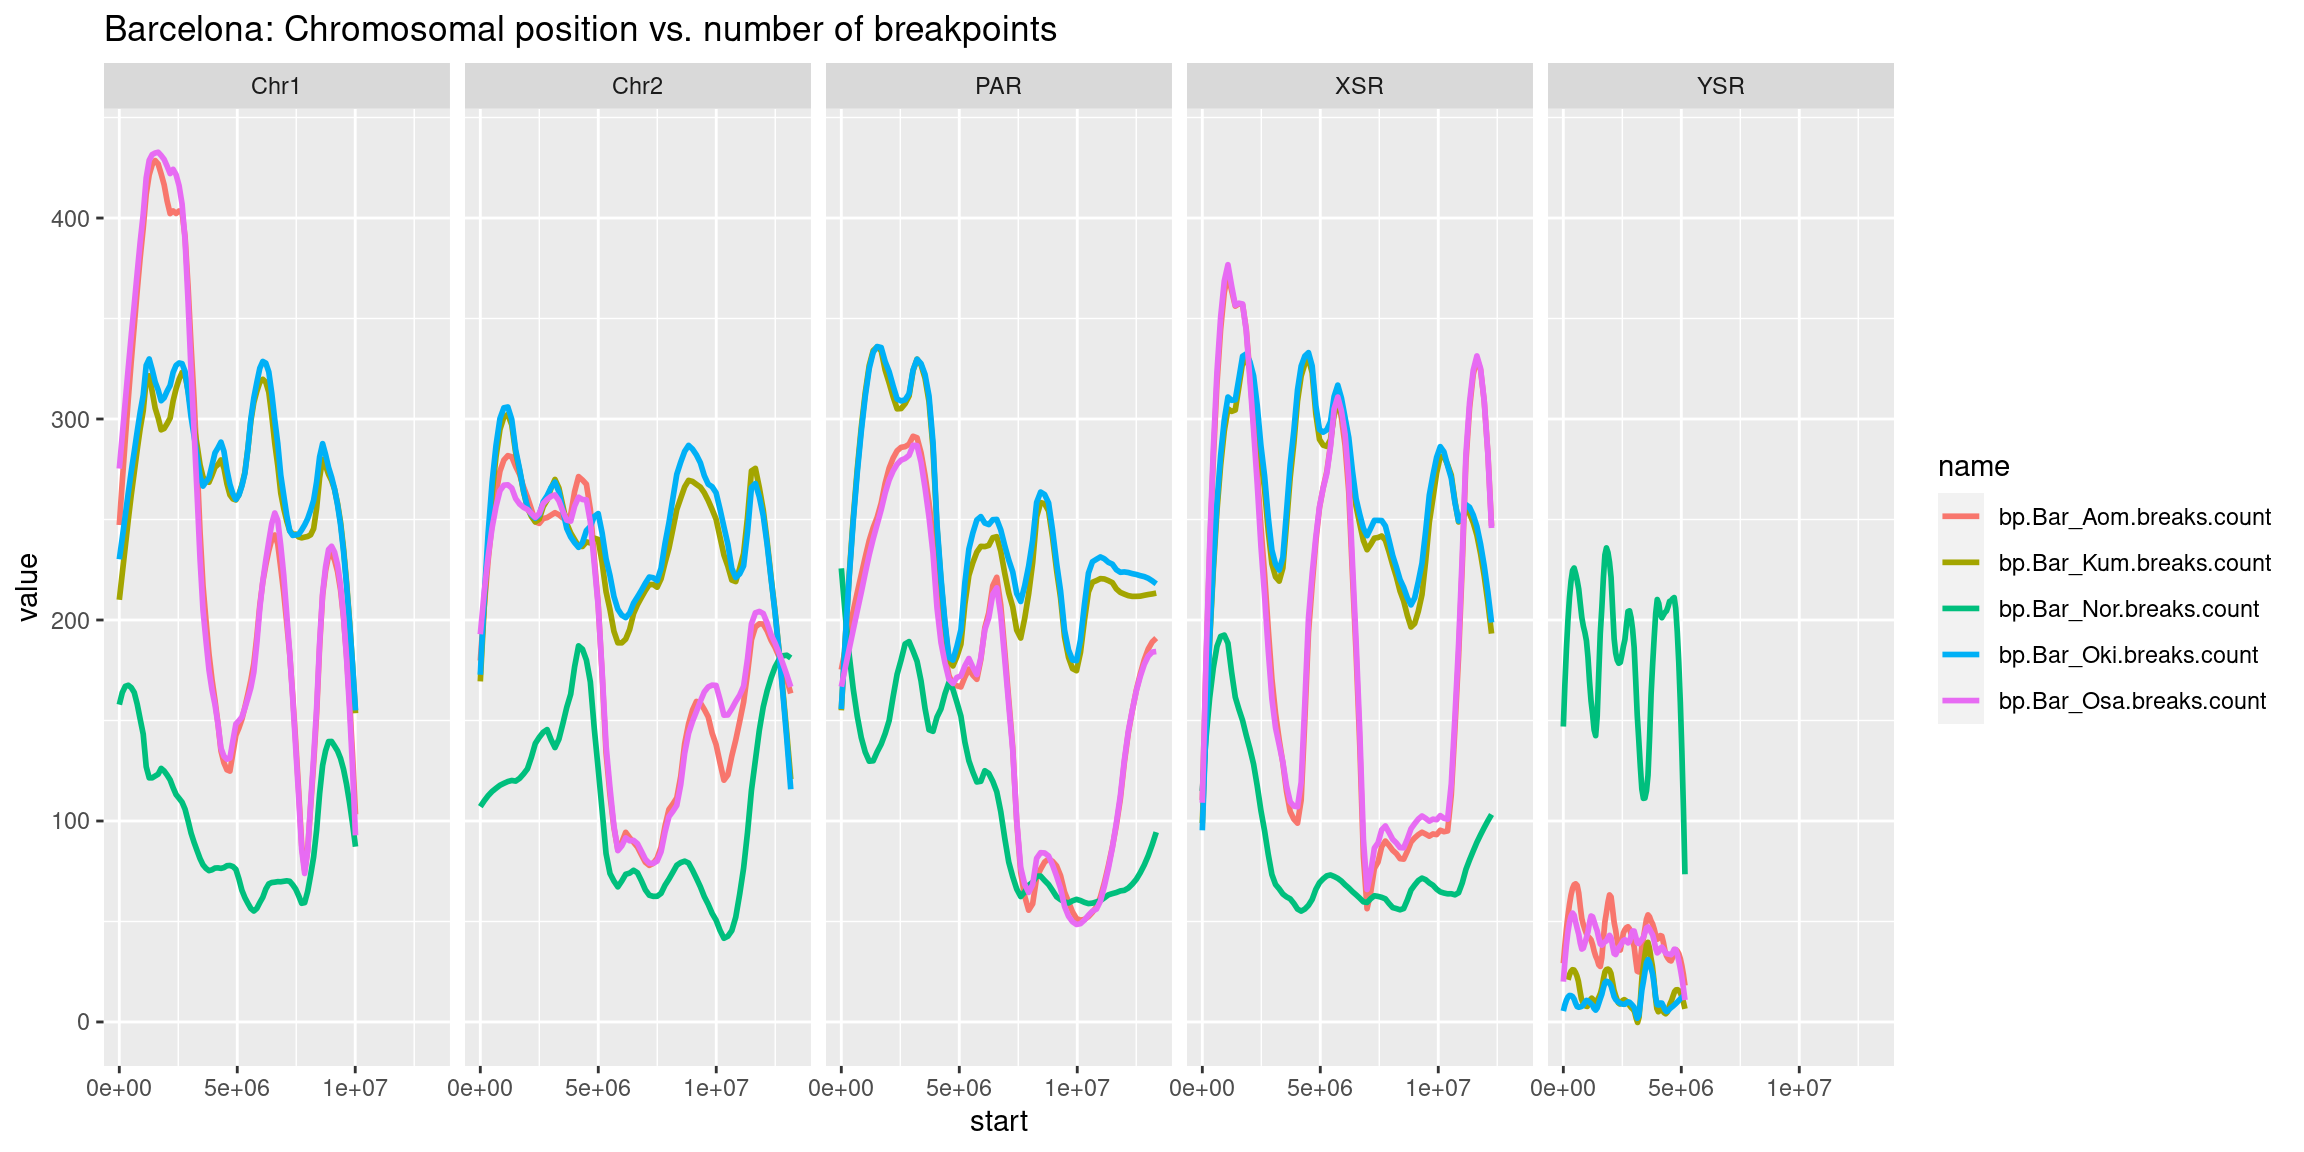 Barcelona: Chromosomal position vs. number of breakpoints
Chr1 Chr2 PAR XSR YSR
400
300
200
100
0
value
0e+00 5e+06 1e+07 0e+00 5e+06 1e+07 0e+00 5e+06 1e+07 0e+00 5e+06 1e+07 0e+00 5e+06 1e+07
start
name
bp.Bar_Aom.breaks.count
bp.Bar_Kum.breaks.count
bp.Bar_Nor.breaks.count
bp.Bar_Oki.breaks.count
bp.Bar_Osa.breaks.count